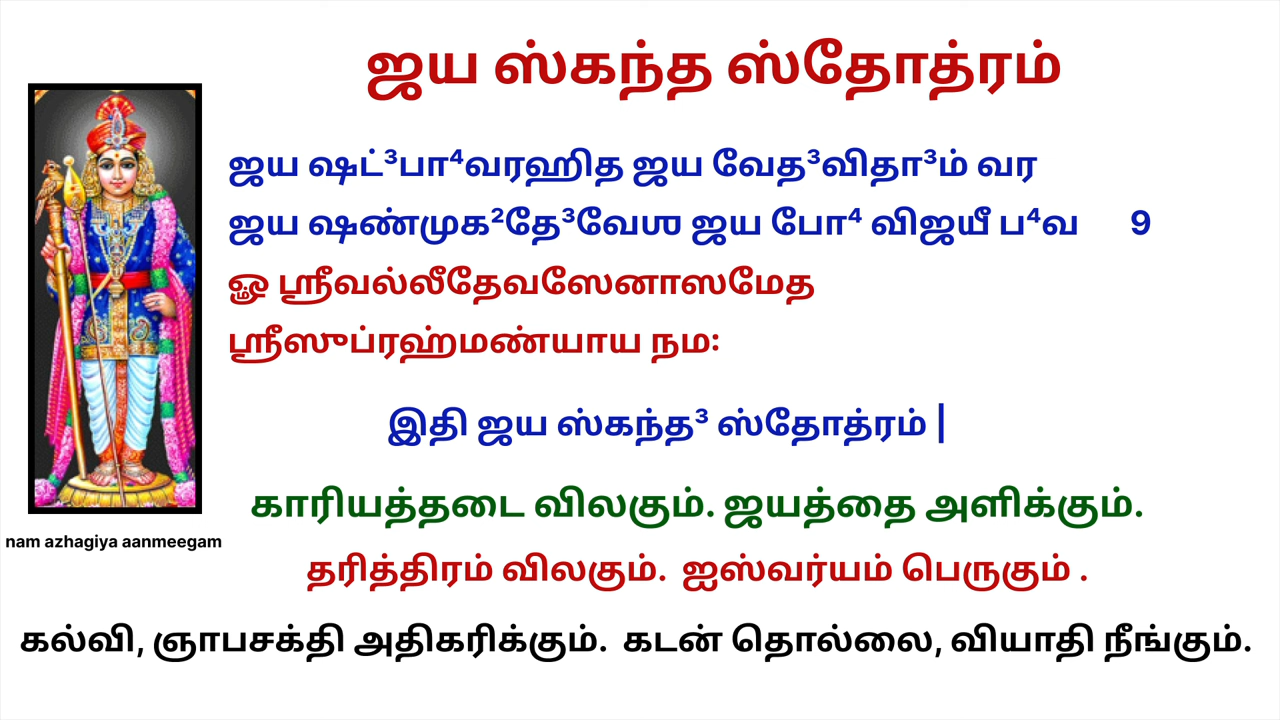 ஜய ஸ்கந்த ஸ்தோத்ரம்
ஜய ஷட்³பா⁴வரஹித ஜய வேத³விதா³ம் வர
ஜய ஷண்முக²தே³வேஶ ஜய போ⁴ விஜயீ ப⁴வ 9
ௐ ஸ்ரீவல்லீதேவஸேனாஸமேத
ஸ்ரீஸுப்ரஹ்மண்யாய நம:
இதி ஜய ஸ்கந்த³ ஸ்தோத்ரம் |
காரியத்தடை விலகும். ஜயத்தை அளிக்கும்.
nam azhagiya aanmeegam
தரித்திரம் விலகும். ஐஸ்வர்யம் பெருகும் .
கல்வி, ஞாபசக்தி அதிகரிக்கும். கடன் தொல்லை, வியாதி நீங்கும்.